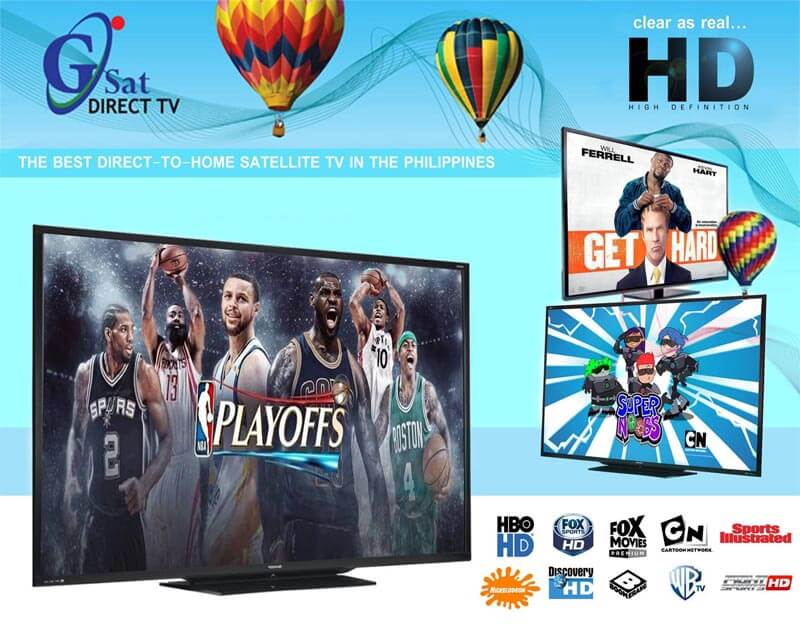 G Sat
DIRECT TV
clear as real...
HD
HIGH DEFINITION
THE BEST DIRECT-TO-HOME SATELLITE TV IN THE PHILIPPINES
WILL
FERRELL
HART
GET HARD
SPURS
2
13
10
BOSTON
4
NBA
PLAYOFFS
SUPER
NOOBS
CN
HBO
HD
FOX
SPORTS
HD
FOX
MOVIES
PREMIUM
CN
CARTOON NETWORK
Sports
Illustrated
NICKELODEON
Discovery
HD
BOOMERANG
WB
TV
SPORTS HD